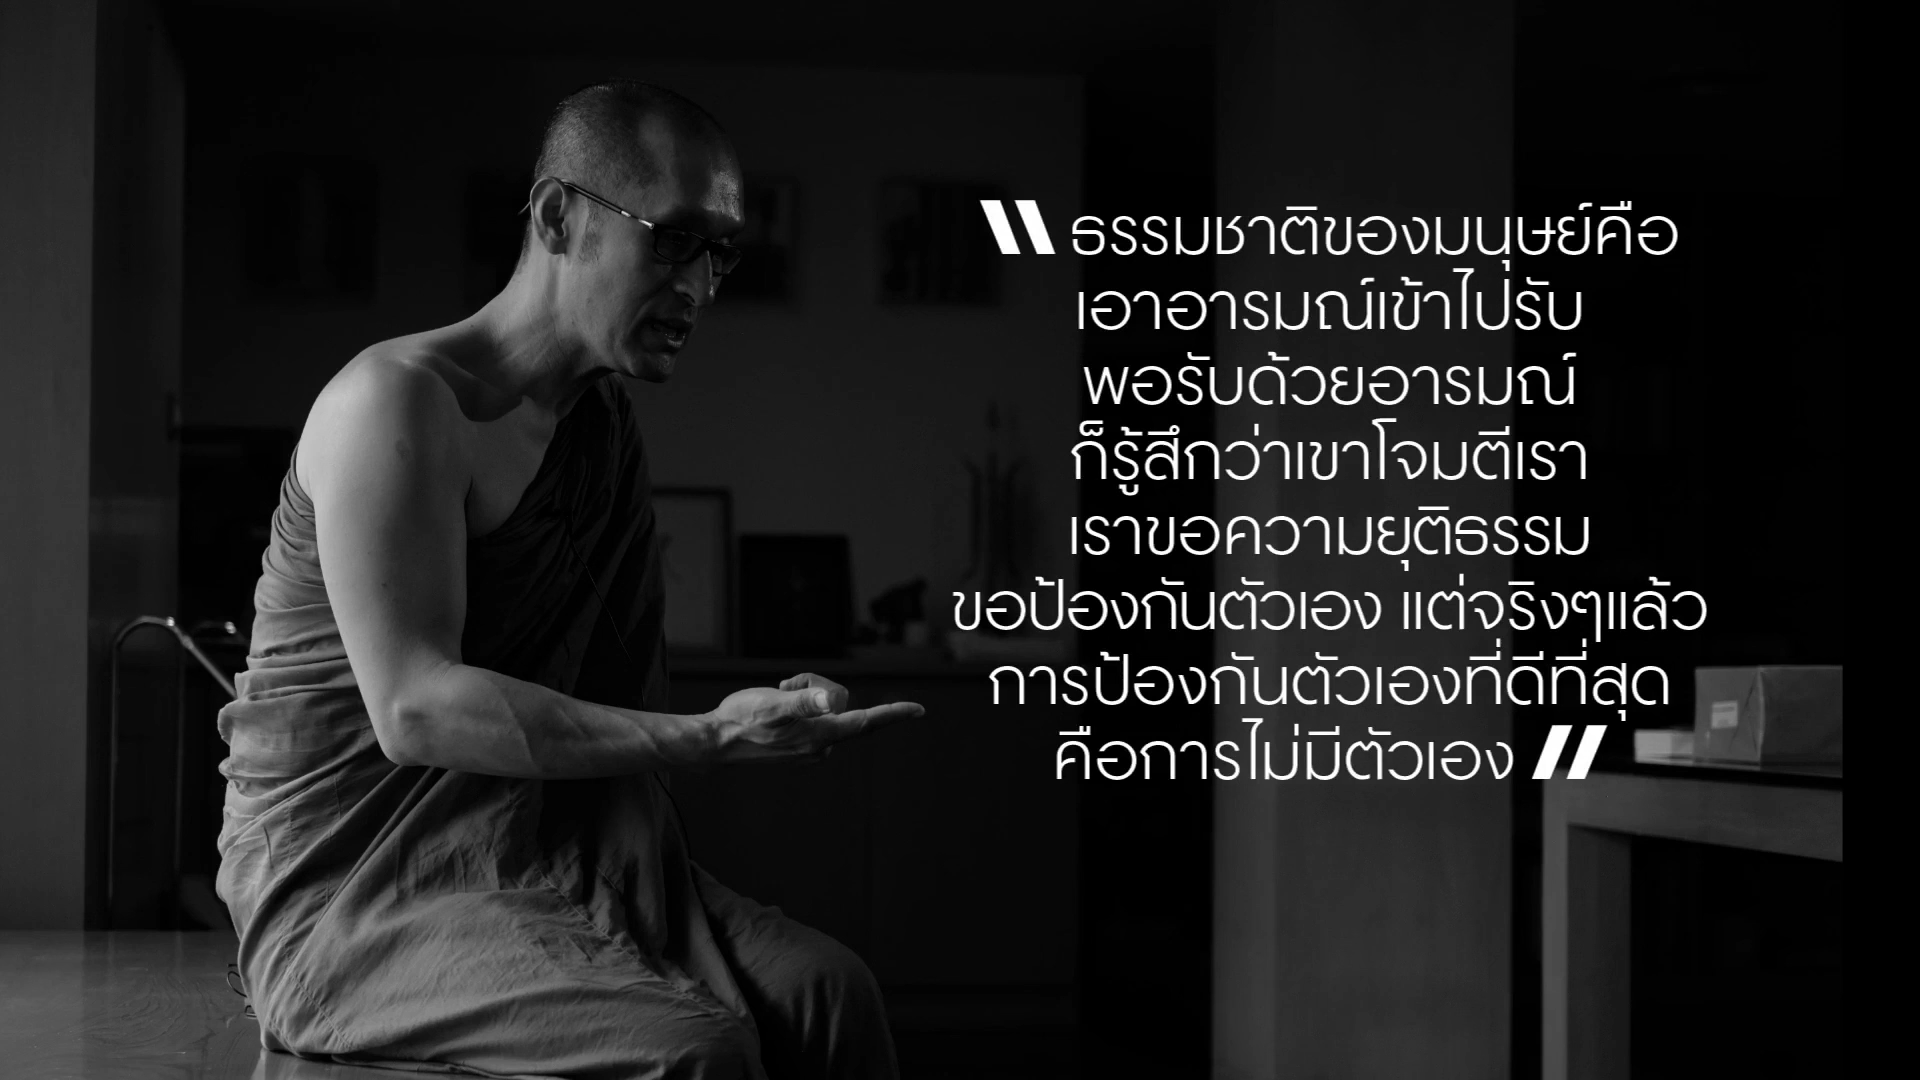 "ธรรมชาติของมนุษย์คือ
เอาอารมณ์เข้าไปรับ
พอรับด้วยอารมณ์
ก็รู้สึกว่าเขาโจมตีเรา
เราขอความยุติธรรม
ขอป้องกันตัวเอง แต่จริงๆแล้ว
การป้องกันตัวเองที่ดีที่สุด
คือการไม่มีตัวเอง"